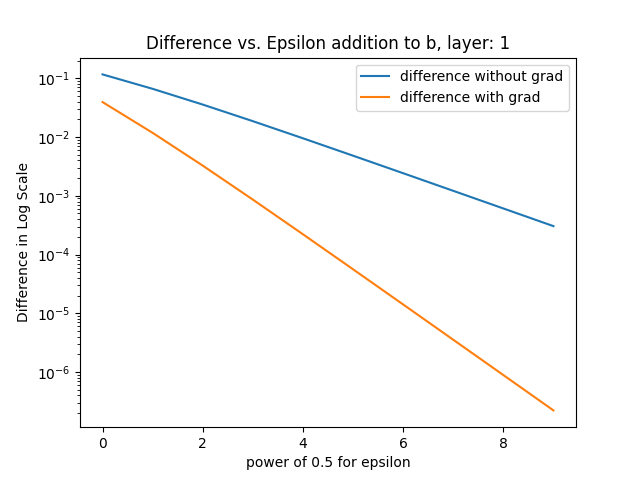 Difference vs. Epsilon addition to b, layer: 1
difference without grad
difference with grad
10⁻¹
10⁻²
10⁻³
10⁻⁴
10⁻⁵
10⁻⁶
Difference in Log Scale
0 2 4 6 8
power of 0.5 for epsilon